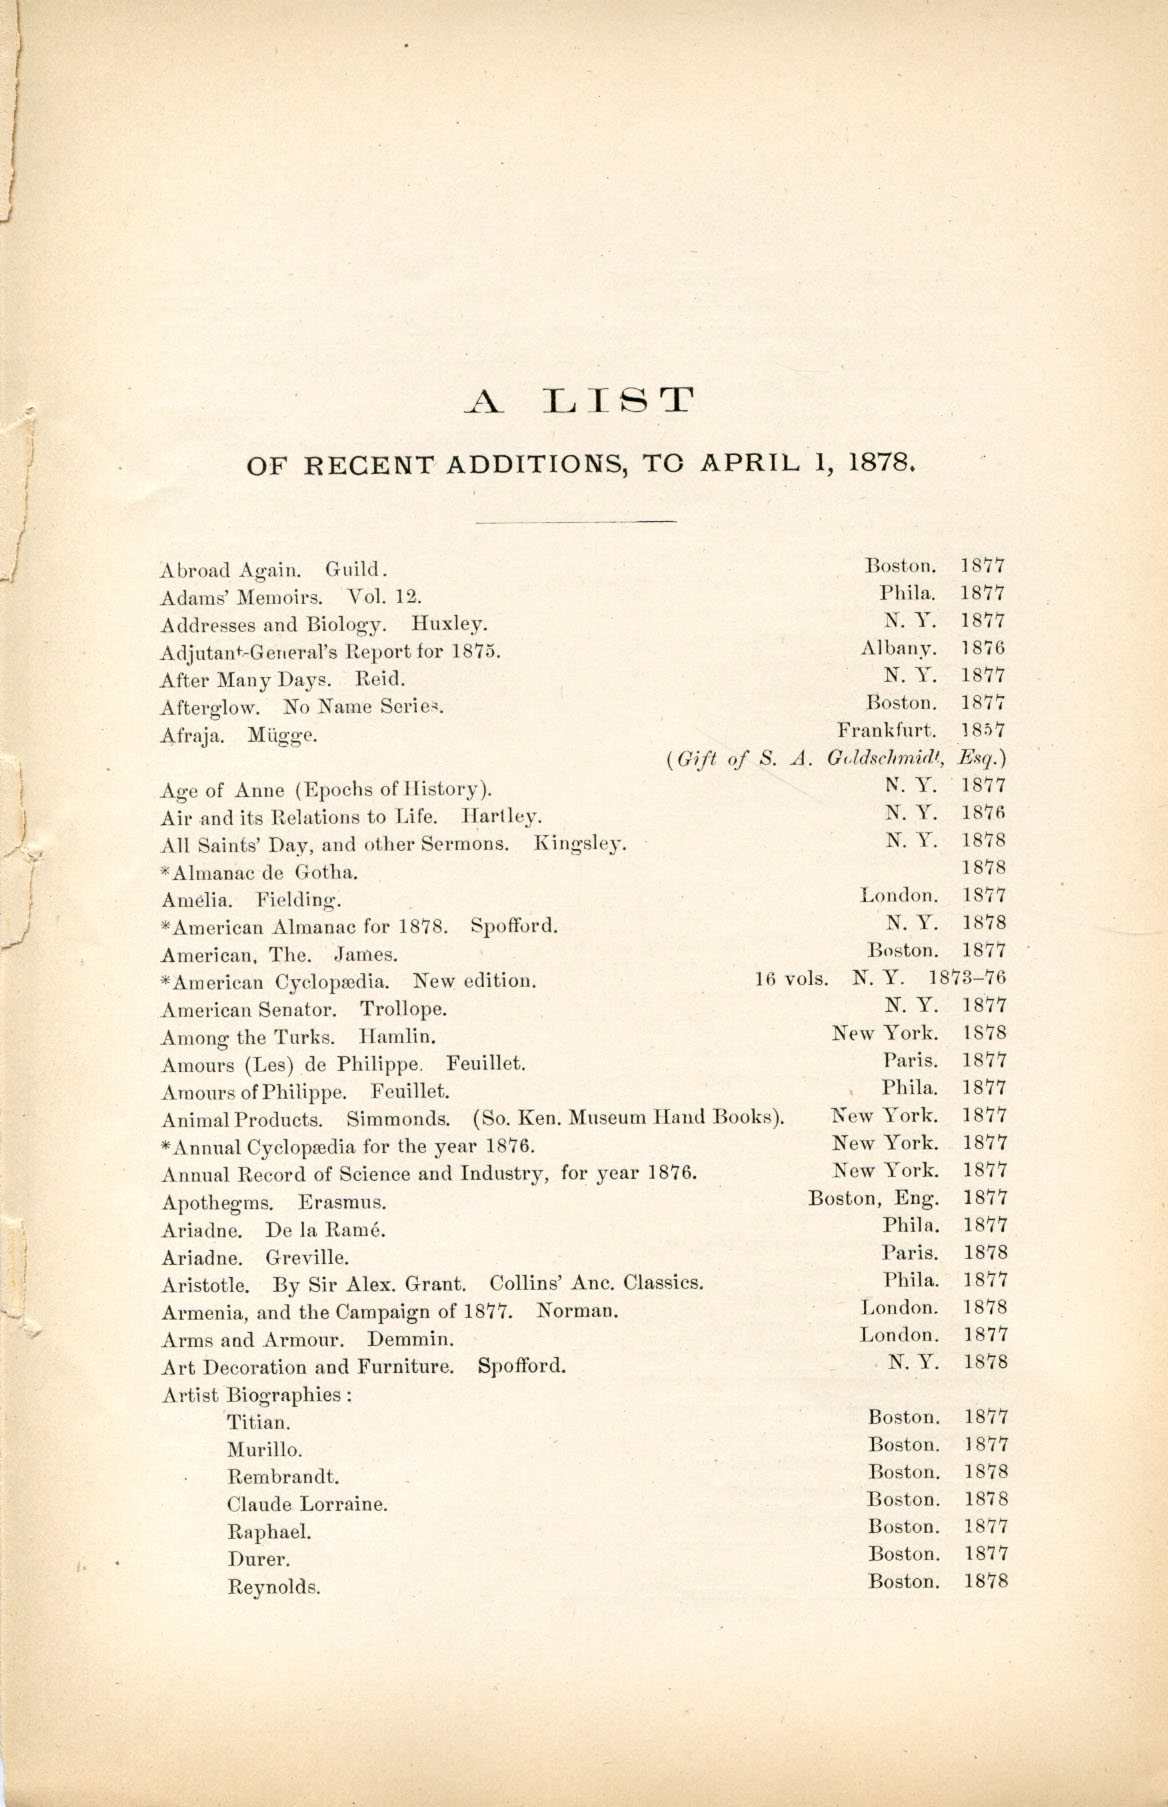 A LIST
OF RECENT ADDITIONS, TO APRIL 1, 1878.
Abroad Again. Guild. Boston. 1877
Adams' Memoirs. Vol. 12. Phila. 1877
Addresses and Biology. Huxley. N. Y. 1877
Adjutant-General's Report for 1875. Albany. 1876
After Many Days. Reid. N. Y. 1877
Afterglow. No Name Series. Boston. 1877
Afraja. Mügge. Frankfurt. 1857
(Gift of S. A. Goldschmidt, Esq.)
Age of Anne (Epochs of History). N. Y. 1877
Air and its Relations to Life. Hartley. N. Y. 1876
All Saints' Day, and other Sermons. Kingsley. N. Y. 1878
*Almanac de Gotha. 1878
Amelia. Fielding. London. 1877
*American Almanac for 1878. Spofford. N. Y. 1878
American, The. James. Boston. 1877
*American Cyclopædia. New edition. 16 vols. N. Y. 1873–76
American Senator. Trollope. N. Y. 1877
Among the Turks. Hamlin. New York. 1878
Amours (Les) de Philippe. Feuillet. Paris. 1877
Amours of Philippe. Feuillet. Phila. 1877
Animal Products. Simmonds. (So. Ken. Museum Hand Books). New York. 1877
*Annual Cyclopædia for the year 1876. New York. 1877
Annual Record of Science and Industry, for year 1876. New York. 1877
Apothegms. Erasmus. Boston, Eng. 1877
Ariadne. De la Ramé. Phila. 1877
Ariadne. Greville. Paris. 1878
Aristotle. By Sir Alex. Grant. Collins' Anc. Classics. Phila. 1877
Armenia, and the Campaign of 1877. Norman. London. 1878
Arms and Armour. Demmin. London. 1877
Art Decoration and Furniture. Spofford. N. Y. 1878
Artist Biographies:
Titian. Boston. 1877
Murillo. Boston. 1877
Rembrandt. Boston. 1878
Claude Lorraine. Boston. 1878
Raphael. Boston. 1877
Durer. Boston. 1877
Reynolds. Boston. 1878